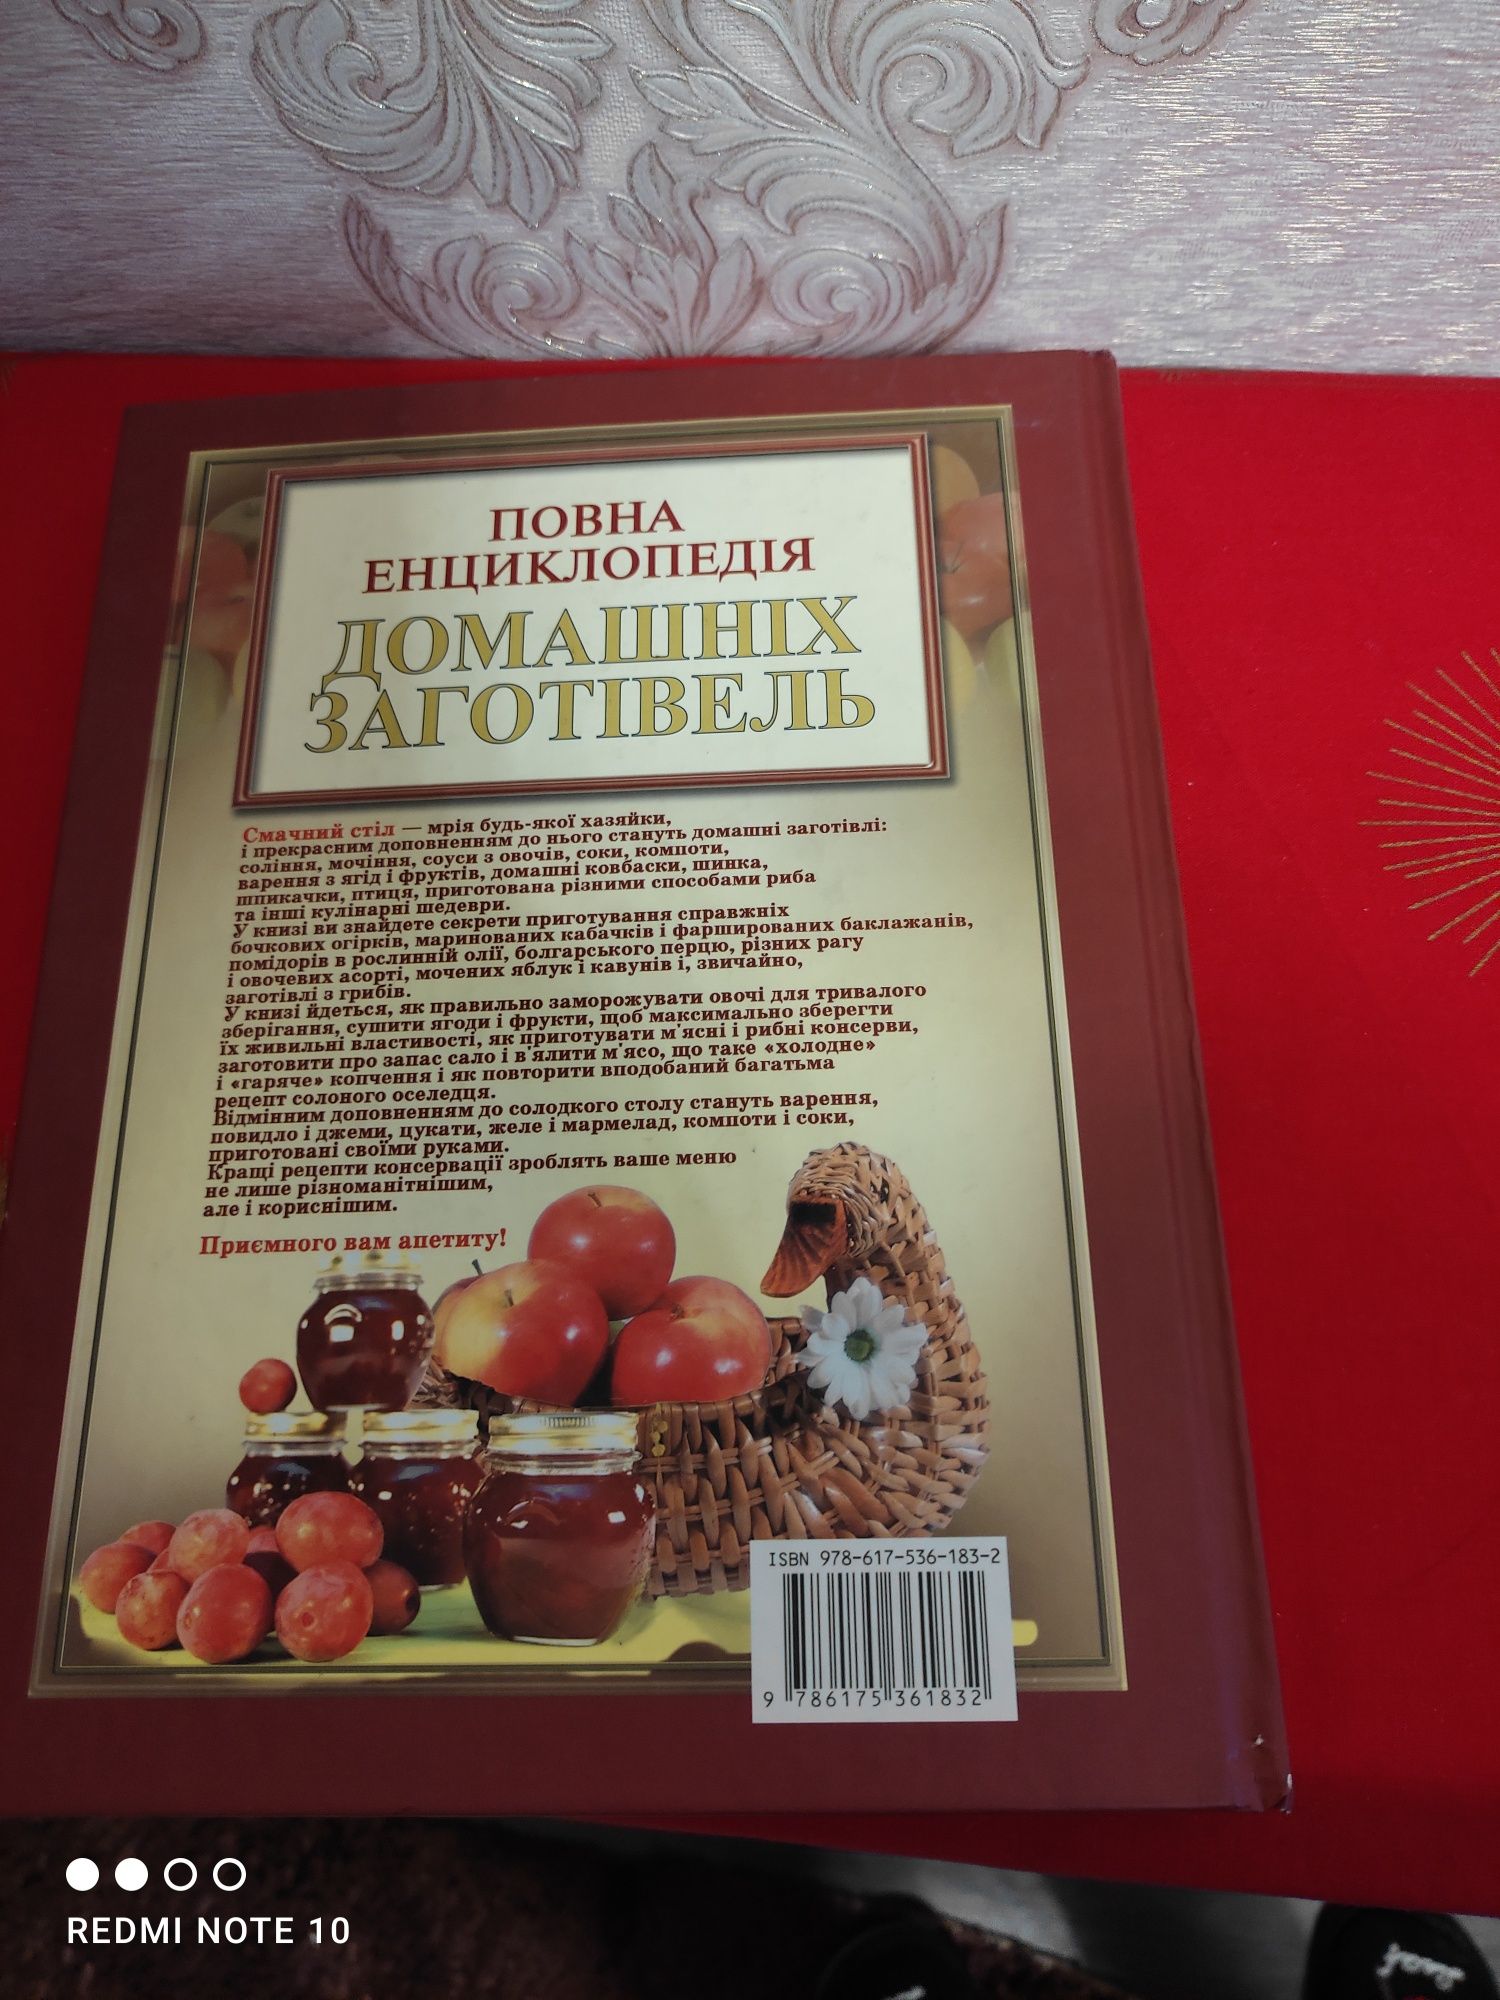 ПОВНА
ЕНЦИКЛОПЕДІЯ
ДОМАШНІХ
ЗАГОТІВЕЛЬ
Смачний стіл — мрія будь-якої хазяйки,
і прекрасним доповненням до нього стануть домашні заготівлі:
соління, мочіння, соуси з овочів, соки, компоти,
варення з ягід і фруктів, домашні ковбаски, шинка,
шпикачки, птиця, приготована різними способами риба
та інші кулінарні шедеври.
У книзі ви знайдете секрети приготування справжніх
бочкових огірків, маринованих кабачків і фаршированих баклажанів,
помідорів в рослинній олії, болгарського перцю, різних рагу
і овочевих асорті, мочених яблук і кавунів і, звичайно,
заготівлі з грибів.
У книзі йдеться, як правильно заморожувати овочі для тривалого
зберігання, сушити ягоди і фрукти, щоб максимально зберегти
їх живильні властивості, як приготувати м'ясні і рибні консерви,
заготовити про запас сало і в'ялити м'ясо, що таке «холодне»
і «гаряче» копчення і як повторити вподобаний багатьма
рецепт солоного оселедця.
Відмінним доповненням до солодкого столу стануть варення,
повидло і джеми, цукати, желе і мармелад, компоти і соки,
приготовані своїми руками.
Кращі рецепти консервації зроблять ваше меню
не лише різноманітнішим,
але і кориснішим.
Приємного вам апетиту!
ISBN 978-617-536-183-2
9 786175 361832
REDMI NOTE 10